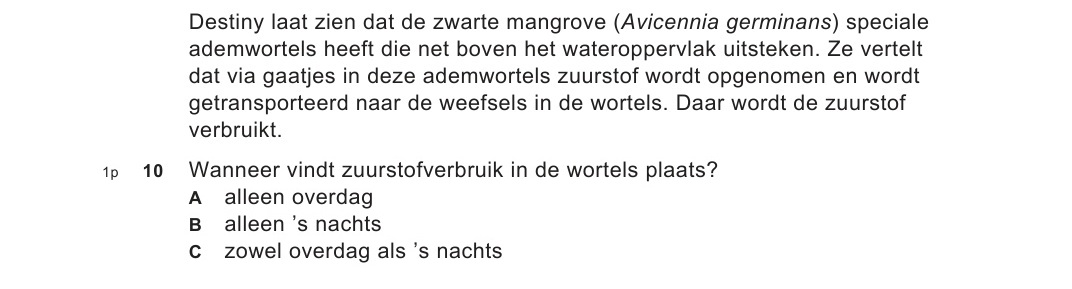 Destiny laat zien dat de zwarte mangrove (Avicennia germinans) speciale
ademwortels heeft die net boven het wateroppervlak uitsteken. Ze vertelt
dat via gaatjes in deze ademwortels zuurstof wordt opgenomen en wordt
getransporteerd naar de weefsels in de wortels. Daar wordt de zuurstof
verbruikt.
1p 10 Wanneer vindt zuurstofverbruik in de wortels plaats?
A alleen overdag
B alleen ’s nachts
C zowel overdag als ’s nachts